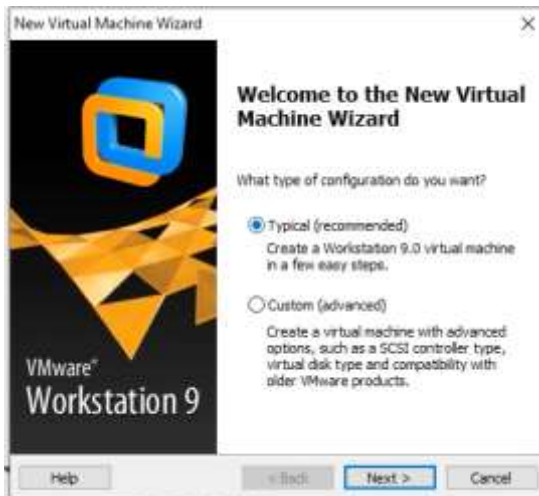 New Virtual Machine Wizard
Welcome to the New Virtual
Machine Wizard
What type of configuration do you want?
Typical (recommended)
Create a Workstation 9.0 virtual machine
in a few easy steps.
Custom (advanced)
Create a virtual machine with advanced
options, such as a SCSI controller type,
virtual disk type and compatibility with
older VMware products.
VMware®
Workstation 9
Help
< Back
Next >
Cancel